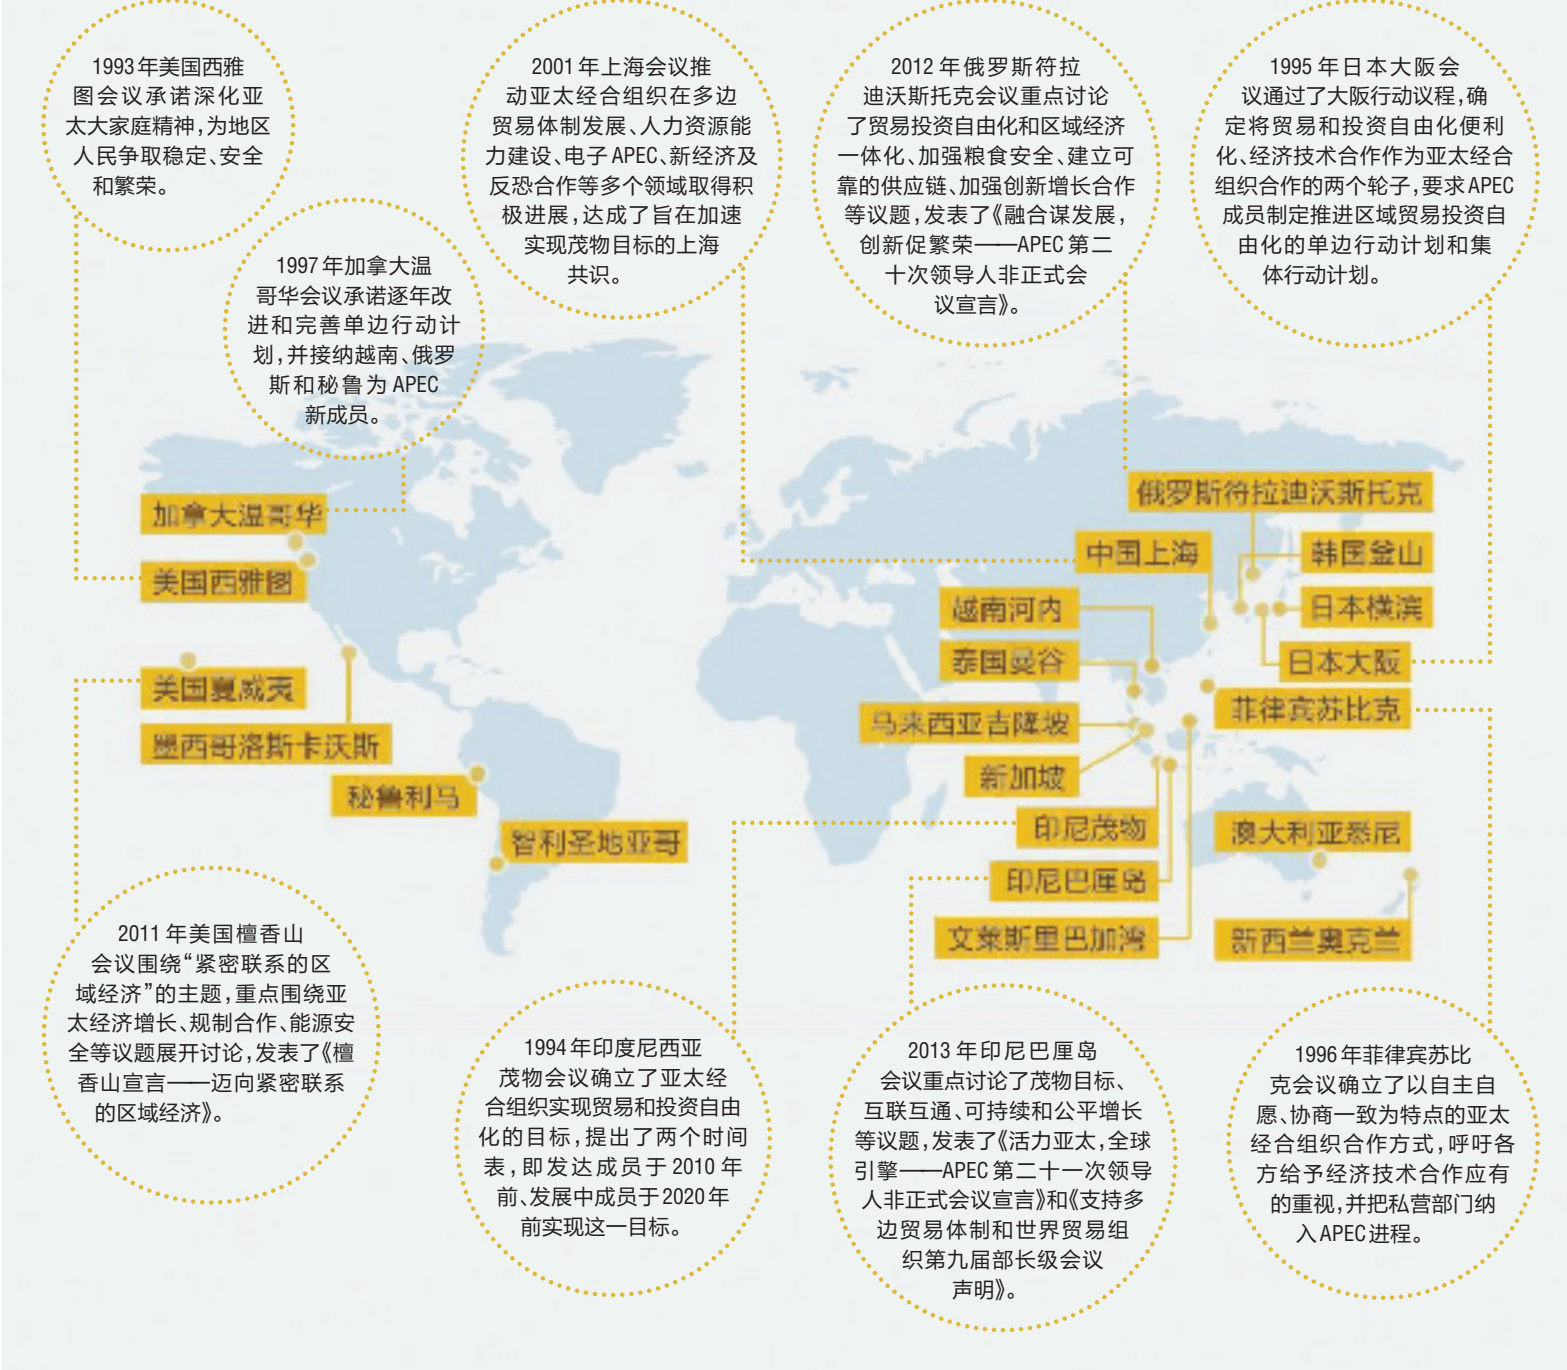 1993年美国西雅
图会议承诺深化亚
太大家庭精神,为地区
人民争取稳定、安全
和繁荣。
2001年上海会议推
动亚太经合组织在多边
贸易体制发展、人力资源能
力建设、电子APEC、新经济及
反恐合作等多个领域取得积
极进展,达成了旨在加速
实现茂物目标的上海
共识。
2012年俄罗斯符拉
迪沃斯托克会议重点讨论
了贸易投资自由化和区域经济
一体化、加强粮食安全、建立可
靠的供应链、加强创新增长合作
等议题,发表了《融合谋发展,
创新促繁荣——APEC第二
十次领导人非正式会
议宣言》。
1995年日本大阪会
议通过了大阪行动议程,确
定将贸易和投资自由化便利
化、经济技术合作作为亚太经合
组织合作的两个轮子,要求APEC
成员制定推进区域贸易投资自
由化的单边行动计划和集
体行动计划。
1997年加拿大温
哥华会议承诺逐年改
进和完善单边行动计
划,并接纳越南、俄罗
斯和秘鲁为APEC
新成员。
加拿大温哥华
美国西雅图
美国夏威夷
墨西哥洛斯卡沃斯
秘鲁利马
智利圣地亚哥
俄罗斯符拉迪沃斯托克
中国上海
韩国釜山
越南河内
日本横滨
泰国曼谷
日本大阪
马来西亚吉隆坡
菲律宾苏比克
新加坡
印尼茂物
澳大利亚悉尼
印尼巴厘岛
文莱斯里巴加湾
新西兰奥克兰
2011年美国檀香山
会议围绕“紧密联系的区
域经济”的主题,重点围绕亚
太经济增长、规制合作、能源安
全等议题展开讨论,发表了《檀
香山宣言——迈向紧密联系
的区域经济》。
1994年印度尼西亚
茂物会议确立了亚太经
合组织实现贸易和投资自由
化的目标,提出了两个时间
表,即发达成员于2010年
前、发展中成员于2020年
前实现这一目标。
2013年印尼巴厘岛
会议重点讨论了茂物目标、
互联互通、可持续和公平增长
等议题,发表了《活力亚太,全球
引擎——APEC第二十一次领导
人非正式会议宣言》和《支持多
边贸易体制和世界贸易组
织第九届部长级会议
声明》。
1996年菲律宾苏比
克会议确立了以自主自
愿、协商一致为特点的亚太
经合组织合作方式,呼吁各
方给予经济技术合作应有
的重视,并把私营部门纳
入APEC进程。